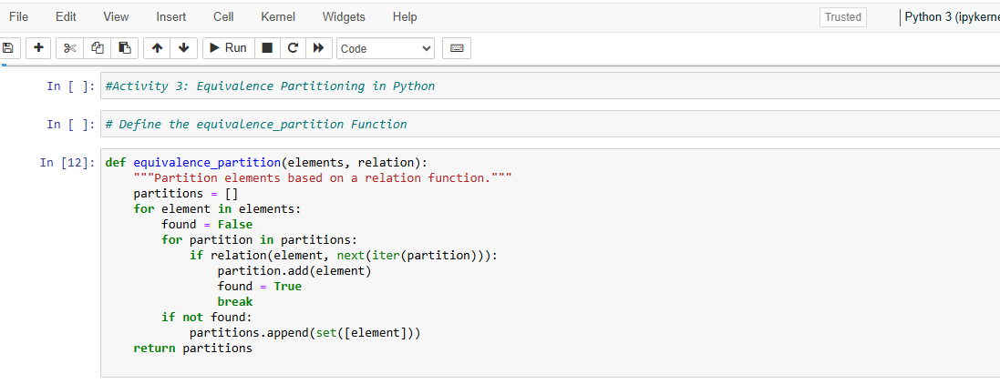 File Edit View Insert Cell Kernel Widgets Help Trusted Python 3 (ipykerne
Run Code
In [ ]: #Activity 3: Equivalence Partitioning in Python
In [ ]: # Define the equivalence_partition Function
In [12]: def equivalence_partition(elements, relation):
    """Partition elements based on a relation function."""
    partitions = []
    for element in elements:
        found = False
        for partition in partitions:
            if relation(element, next(iter(partition))):
                partition.add(element)
                found = True
                break
        if not found:
            partitions.append(set([element]))
    return partitions